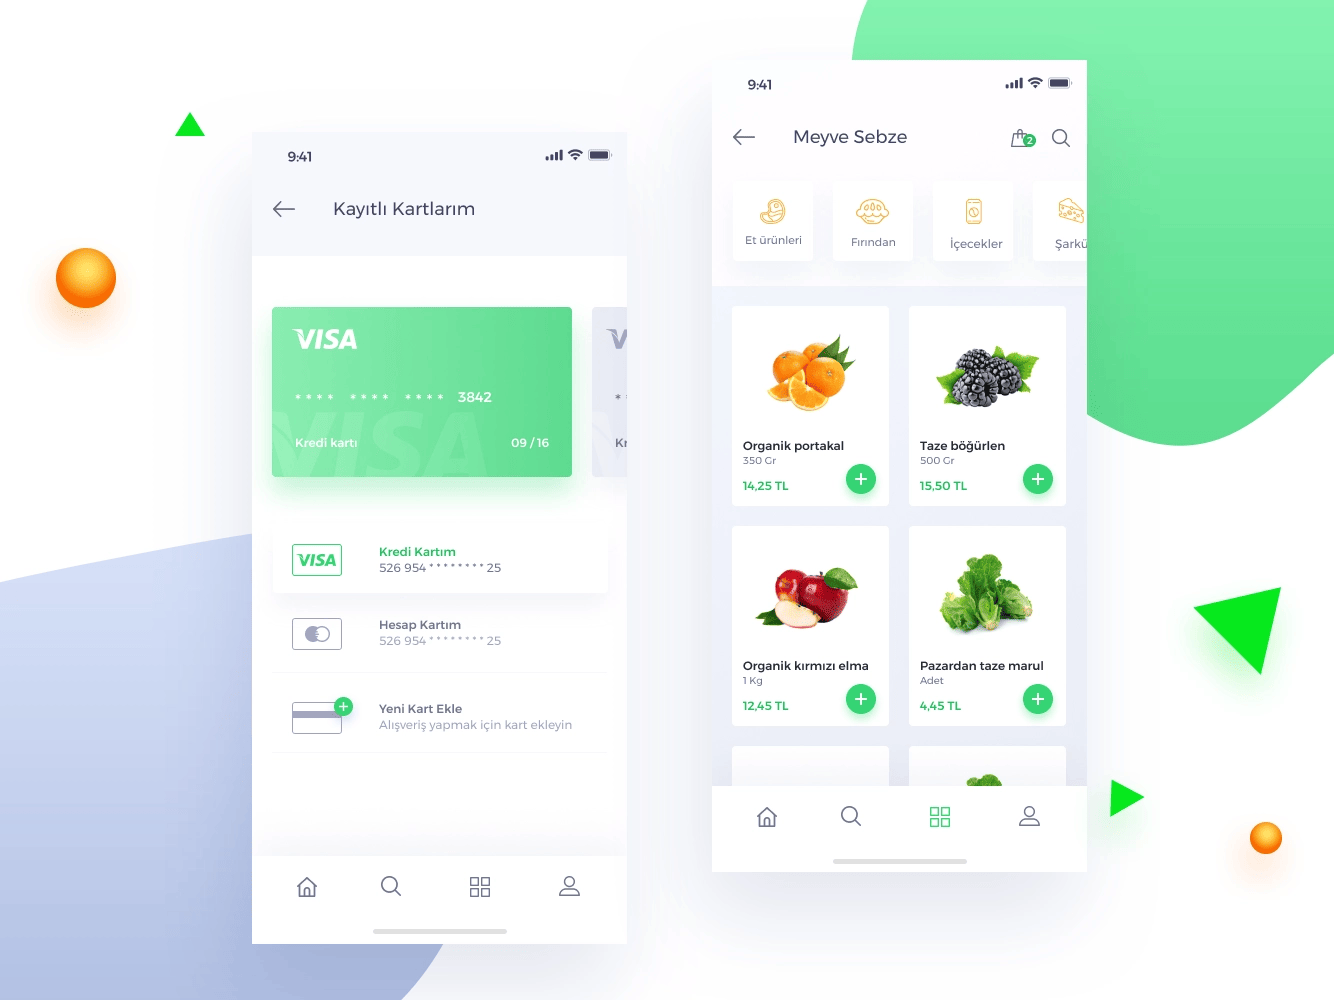 9:41
Kayıtlı Kartlarım
VISA
**** **** **** 3842
Kredi kartı
09 / 16
VISA
V
*
Kr
VISA
Kredi Kartım
526 954 ******** 25
Hesap Kartım
526 954 ******** 25
Yeni Kart Ekle
Alışveriş yapmak için kart ekleyin
9:41
Meyve Sebze
2
Et ürünleri
Fırından
İçecekler
Şarkü
Organik portakal
350 Gr
14,25 TL
Taze böğürlen
500 Gr
15,50 TL
Organik kırmızı elma
1 Kg
12,45 TL
Pazardan taze marul
Adet
4,45 TL